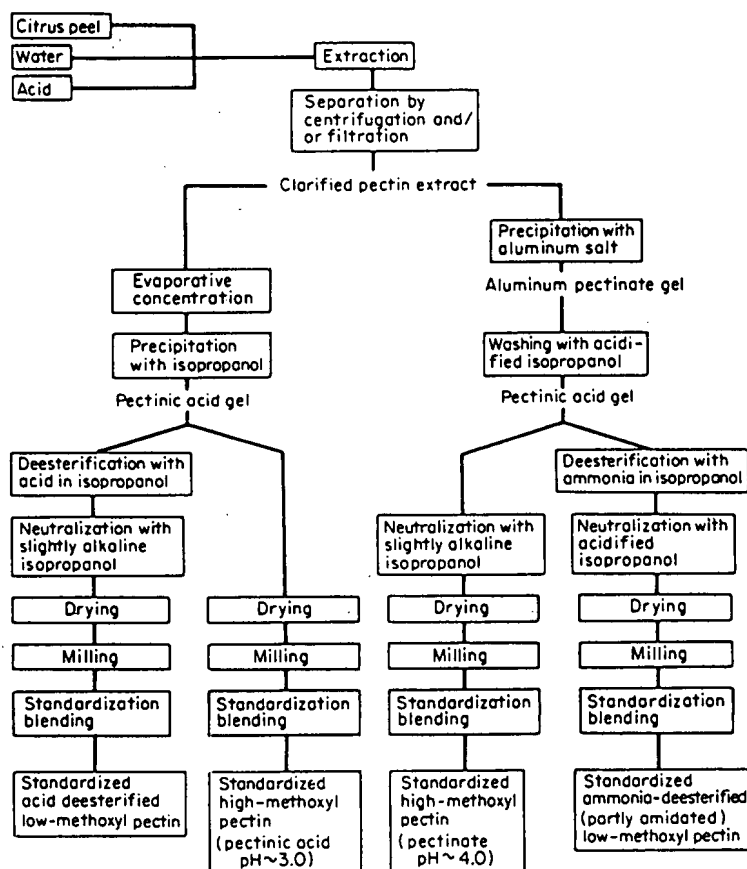 Citrus peel
Water
Acid
Extraction
Separation by
centrifugation and/
or filtration
Clarified pectin extract
Precipitation with
aluminum salt
Evaporative
concentration
Aluminum pectinate gel
Precipitation
with isopropanol
Washing with acidi-
fied isopropanol
Pectinic acid gel
Pectinic acid gel
Deesterification with
acid in isopropanol
Deesterification with
ammonia in isopropanol
Neutralization with
slightly alkaline
isopropanol
Neutralization with
slightly alkaline
isopropanol
Neutralization with
acidified
isopropanol
Drying
Drying
Drying
Drying
Milling
Milling
Milling
Milling
Standardization
blending
Standardization
blending
Standardization
blending
Standardization
blending
Standardized
acid deesterified
low-methoxyl pectin
Standardized
high-methoxyl
pectin
(pectinic acid
pH~3.0)
Standardized
high-methoxyl
pectin
(pectinate
pH~4.0)
Standardized
ammonia-deesterified
(partly amidated)
low-methoxyl pectin